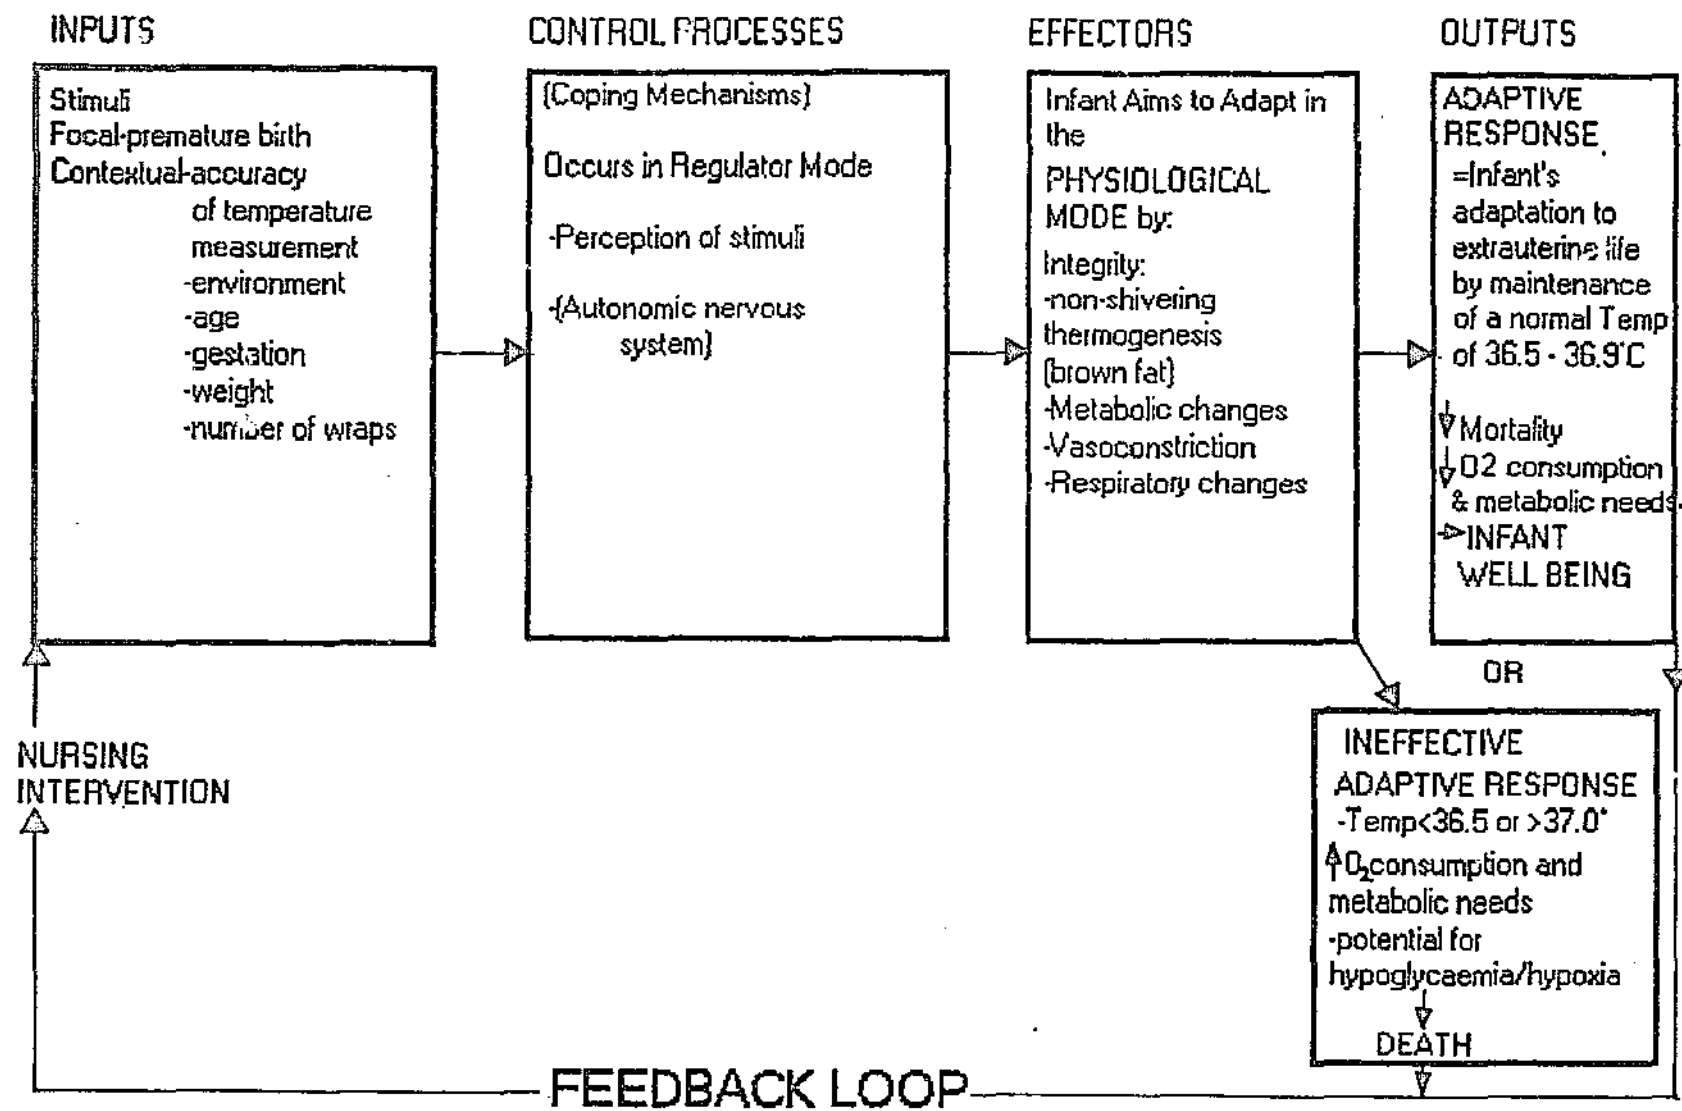 INPUTS
Stimuli
Focal-premature birth
Contextual-accuracy
of temperature
measurement
-environment
-age
-gestation
-weight
-number of wraps
CONTROL PROCESSES
(Coping Mechanisms)
Occurs in Regulator Mode
-Perception of stimuli
-(Autonomic nervous
system)
EFFECTORS
Infant Aims to Adapt in
the
PHYSIOLOGICAL
MODE by:
Integrity:
-non-shivering
thermogenesis
(brown fat)
-Metabolic changes
-Vasoconstriction
-Respiratory changes
OUTPUTS
ADAPTIVE
RESPONSE
=Infant's
adaptation to
extrauterine life
by maintenance
of a normal Temp
of 36.5 - 36.9°C
↓ Mortality
↓ O2 consumption
& metabolic needs
→ INFANT
WELL BEING
OR
INEFFECTIVE
ADAPTIVE RESPONSE
-Temp<36.5 or >37.0°
↑ O₂consumption and
metabolic needs
-potential for
hypoglycaemia/hypoxia
DEATH
NURSING
INTERVENTION
FEEDBACK LOOP